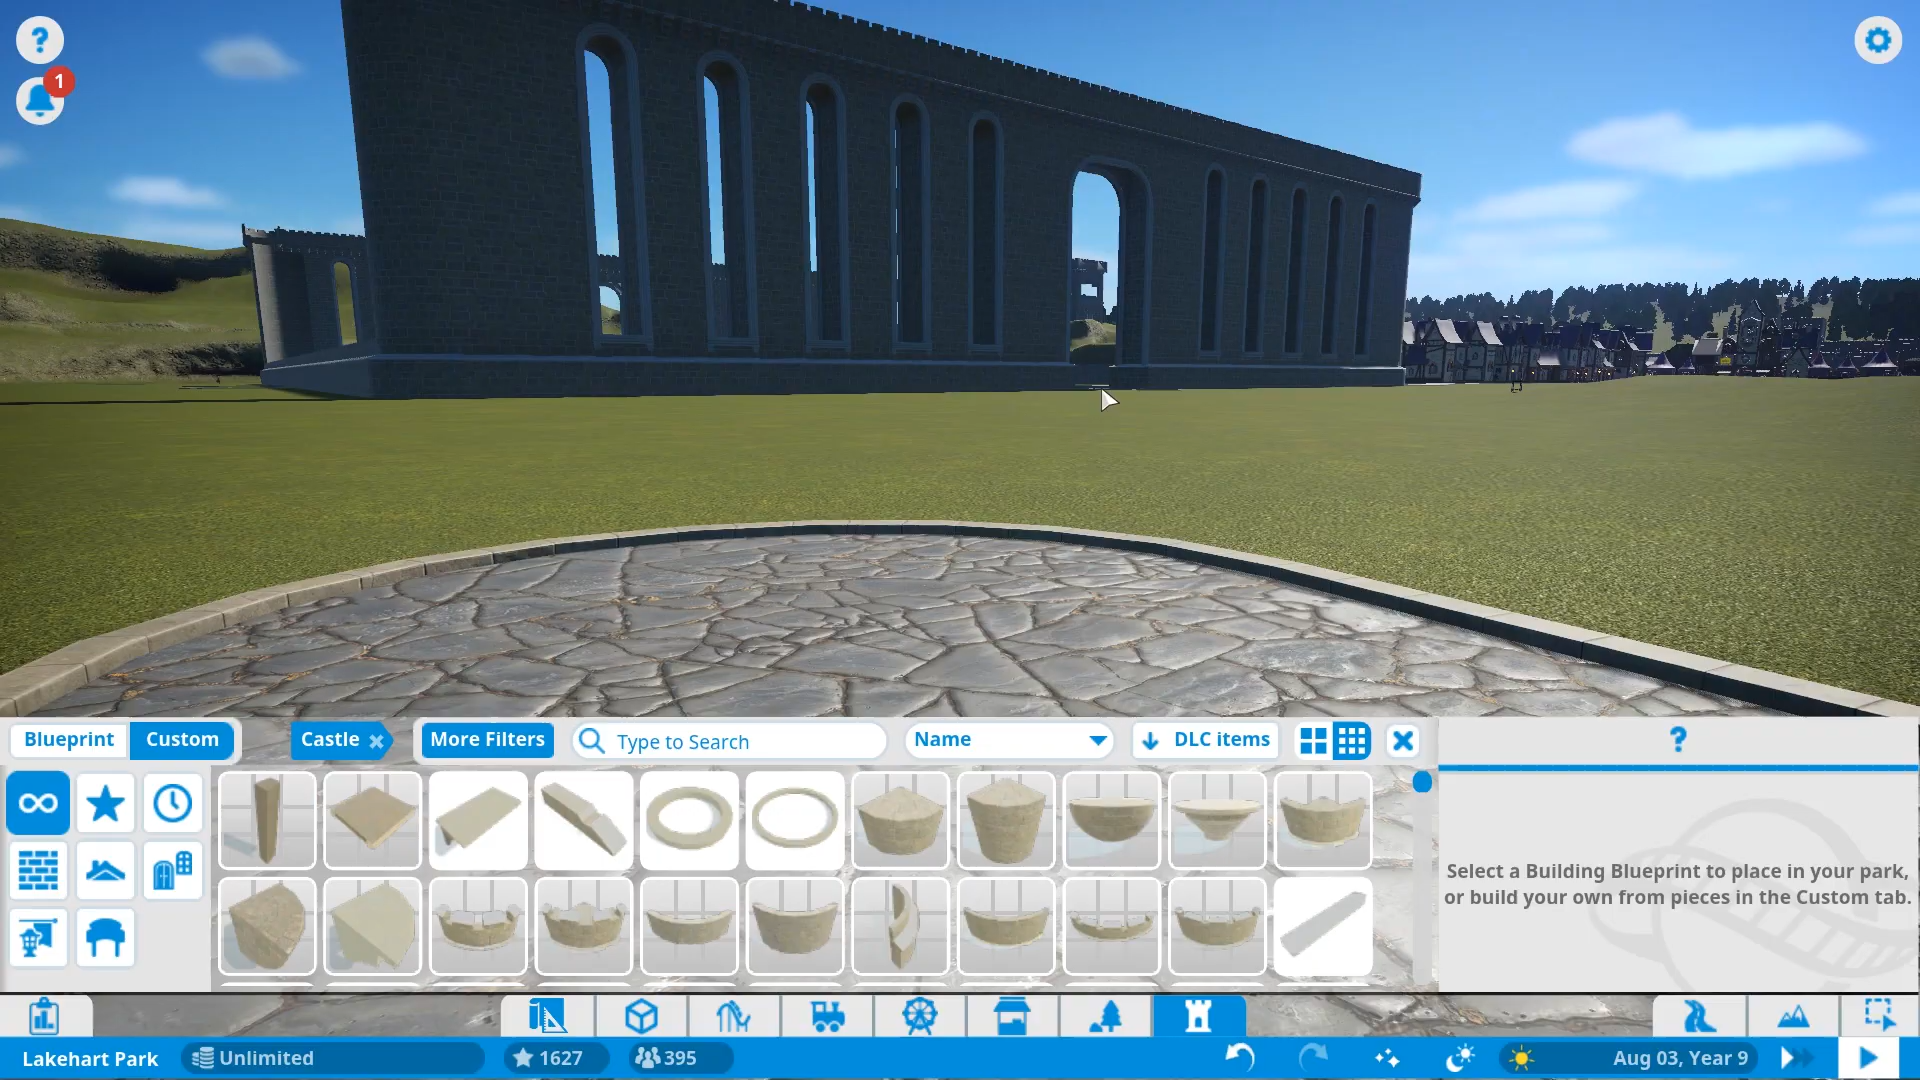 ?
1
Blueprint Custom Castle × More Filters Type to Search Name DLC items
?
Select a Building Blueprint to place in your park,
or build your own from pieces in the Custom tab.
Lakehart Park Unlimited 1627 395 Aug 03, Year 9